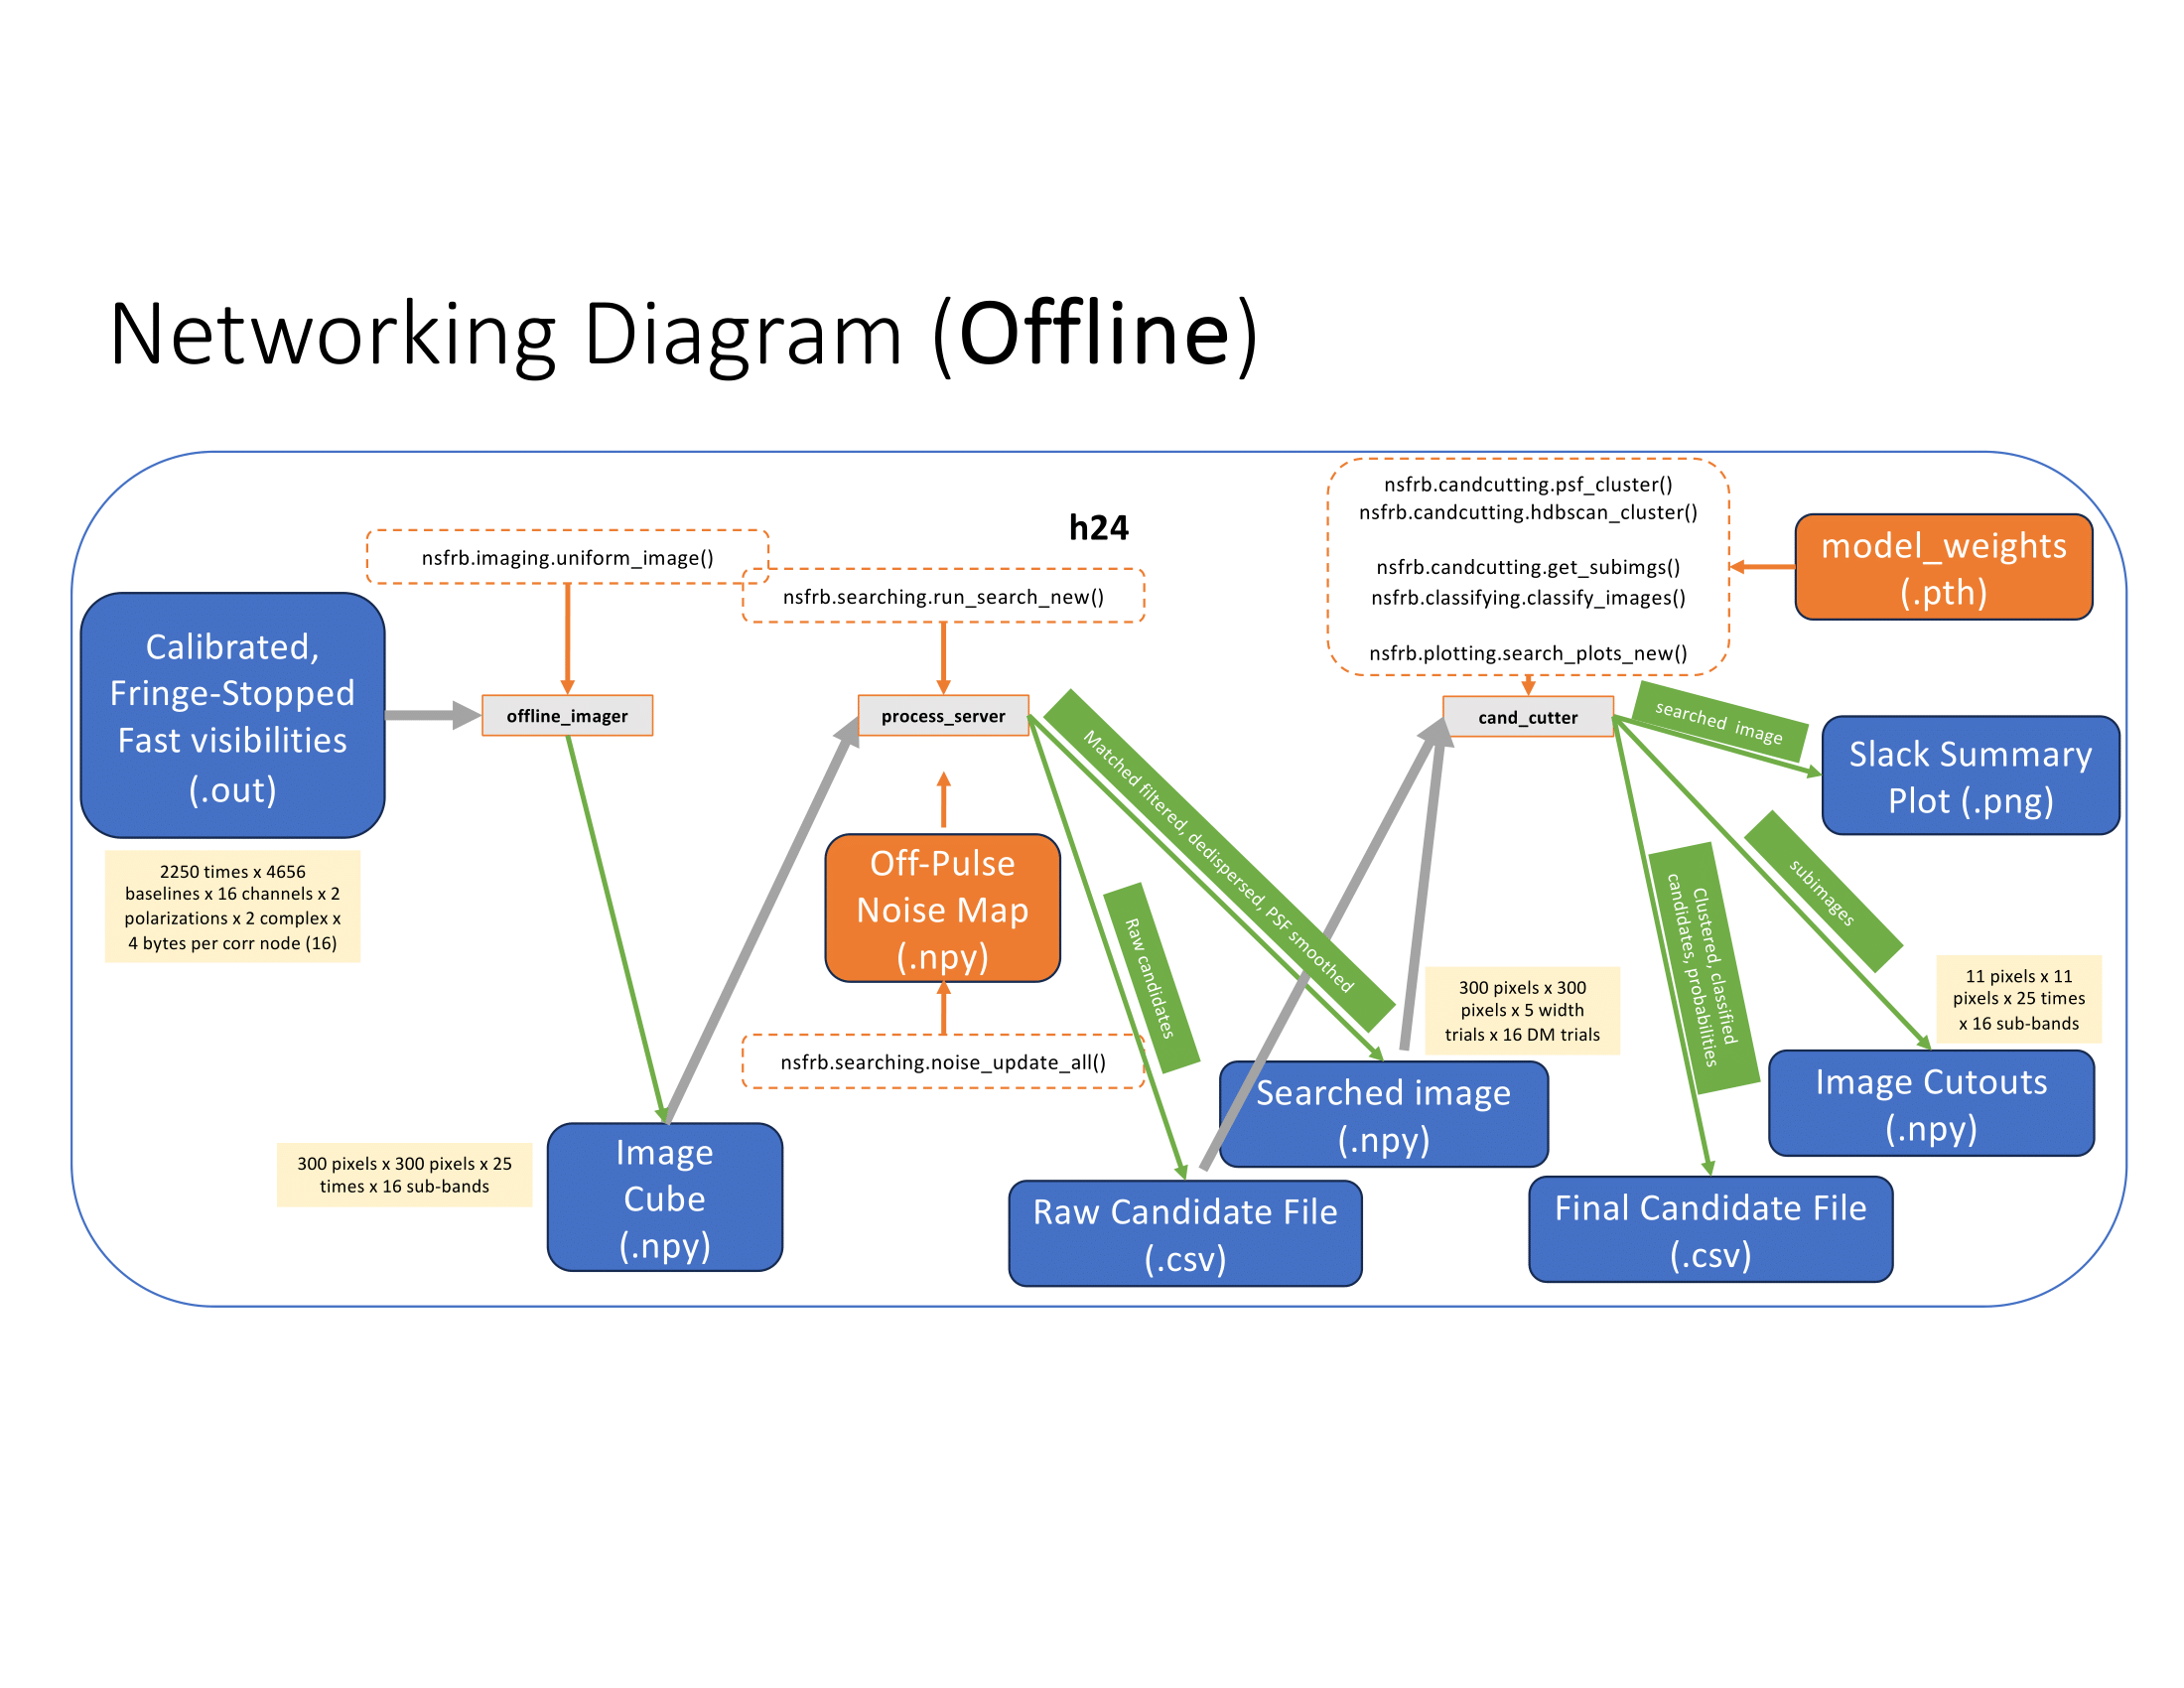 Networking Diagram (Offline)
h24
nsfrb.imaging.uniform_image()
nsfrb.searching.run_search_new()
nsfrb.candcutting.psf_cluster()
nsfrb.candcutting.hdbscan_cluster()
nsfrb.candcutting.get_subimgs()
nsfrb.classifying.classify_images()
nsfrb.plotting.search_plots_new()
model_weights
(.pth)
Calibrated,
Fringe-Stopped
Fast visibilities
(.out)
offline_imager
process_server
cand_cutter
searched image
Slack Summary
Plot (.png)
2250 times x 4656
baselines x 16 channels x 2
polarizations x 2 complex x
4 bytes per corr node (16)
Off-Pulse
Noise Map
(.npy)
Matched filtered, dedispersed, PSF smoothed
Raw candidates
Clustered, classified
candidates, probabilities
subimages
nsfrb.searching.noise_update_all()
300 pixels x 300
pixels x 5 width
trials x 16 DM trials
11 pixels x 11
pixels x 25 times
x 16 sub-bands
300 pixels x 300 pixels x 25
times x 16 sub-bands
Image
Cube
(.npy)
Searched image
(.npy)
Image Cutouts
(.npy)
Raw Candidate File
(.csv)
Final Candidate File
(.csv)